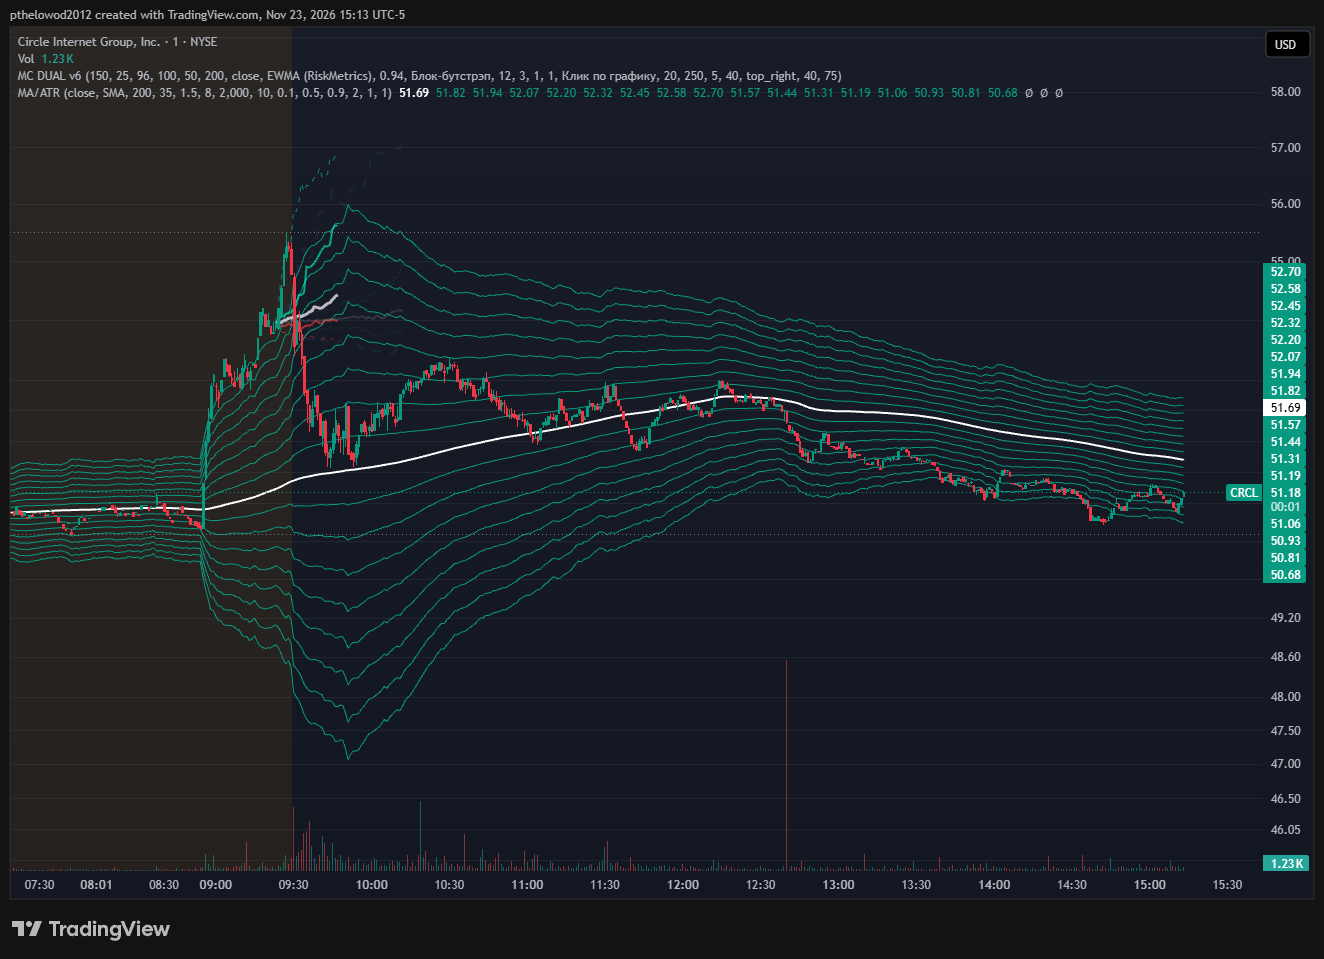 pthelowod2012 created with TradingView.com, Nov 23, 2026 15:13 UTC-5
Circle Internet Group, Inc. · 1 · NYSE
USD
Vol 1.23 K
MC DUAL v6 (150, 25, 96, 100, 50, 200, close, EWMA (RiskMetrics), 0.94, Блок-бутстрэп, 12, 3, 1, 1, Клик по графику, 20, 250, 5, 40, top_right, 40, 75)
MA/ATR (close, SMA, 200, 35, 1.5, 8, 2,000, 10, 0.1, 0.5, 0.9, 2, 1, 1) 51.69 51.82 51.94 52.07 52.20 52.32 52.45 52.58 52.70 51.57 51.44 51.31 51.19 51.06 50.93 50.81 50.68 ∅ ∅ ∅
58.00
57.00
56.00
55.00
52.70
52.58
52.45
52.32
52.20
52.07
51.94
51.82
51.69
51.57
51.44
51.31
51.19
CRCL 51.18
00:01
51.06
50.93
50.81
50.68
49.20
48.60
48.00
47.50
47.00
46.50
46.05
1.23 K
07:30 08:01 08:30 09:00 09:30 10:00 10:30 11:00 11:30 12:00 12:30 13:00 13:30 14:00 14:30 15:00 15:30
TradingView